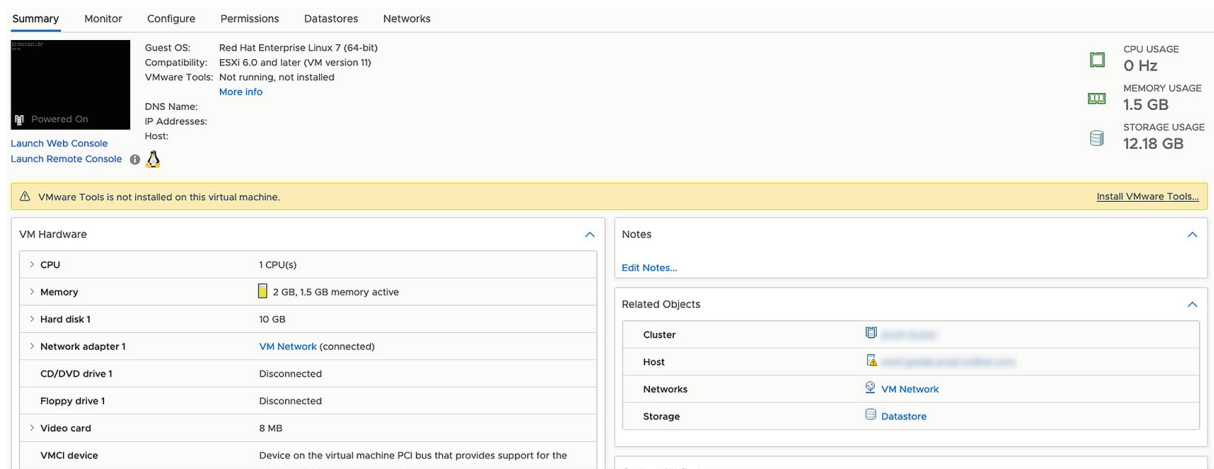 Summary Monitor Configure Permissions Datastores Networks
Guest OS: Red Hat Enterprise Linux 7 (64-bit)
Compatibility: ESXi 6.0 and later (VM version 11)
VMware Tools: Not running, not installed
More info
DNS Name:
IP Addresses:
Host:
Powered On
Launch Web Console
Launch Remote Console
CPU USAGE
0 Hz
MEMORY USAGE
1.5 GB
STORAGE USAGE
12.18 GB
VMware Tools is not installed on this virtual machine. Install VMware Tools...
VM Hardware
CPU 1 CPU(s)
Memory 2 GB, 1.5 GB memory active
Hard disk 1 10 GB
Network adapter 1 VM Network (connected)
CD/DVD drive 1 Disconnected
Floppy drive 1 Disconnected
Video card 8 MB
VMCI device Device on the virtual machine PCI bus that provides support for the
Notes
Edit Notes...
Related Objects
Cluster
Host
Networks VM Network
Storage Datastore